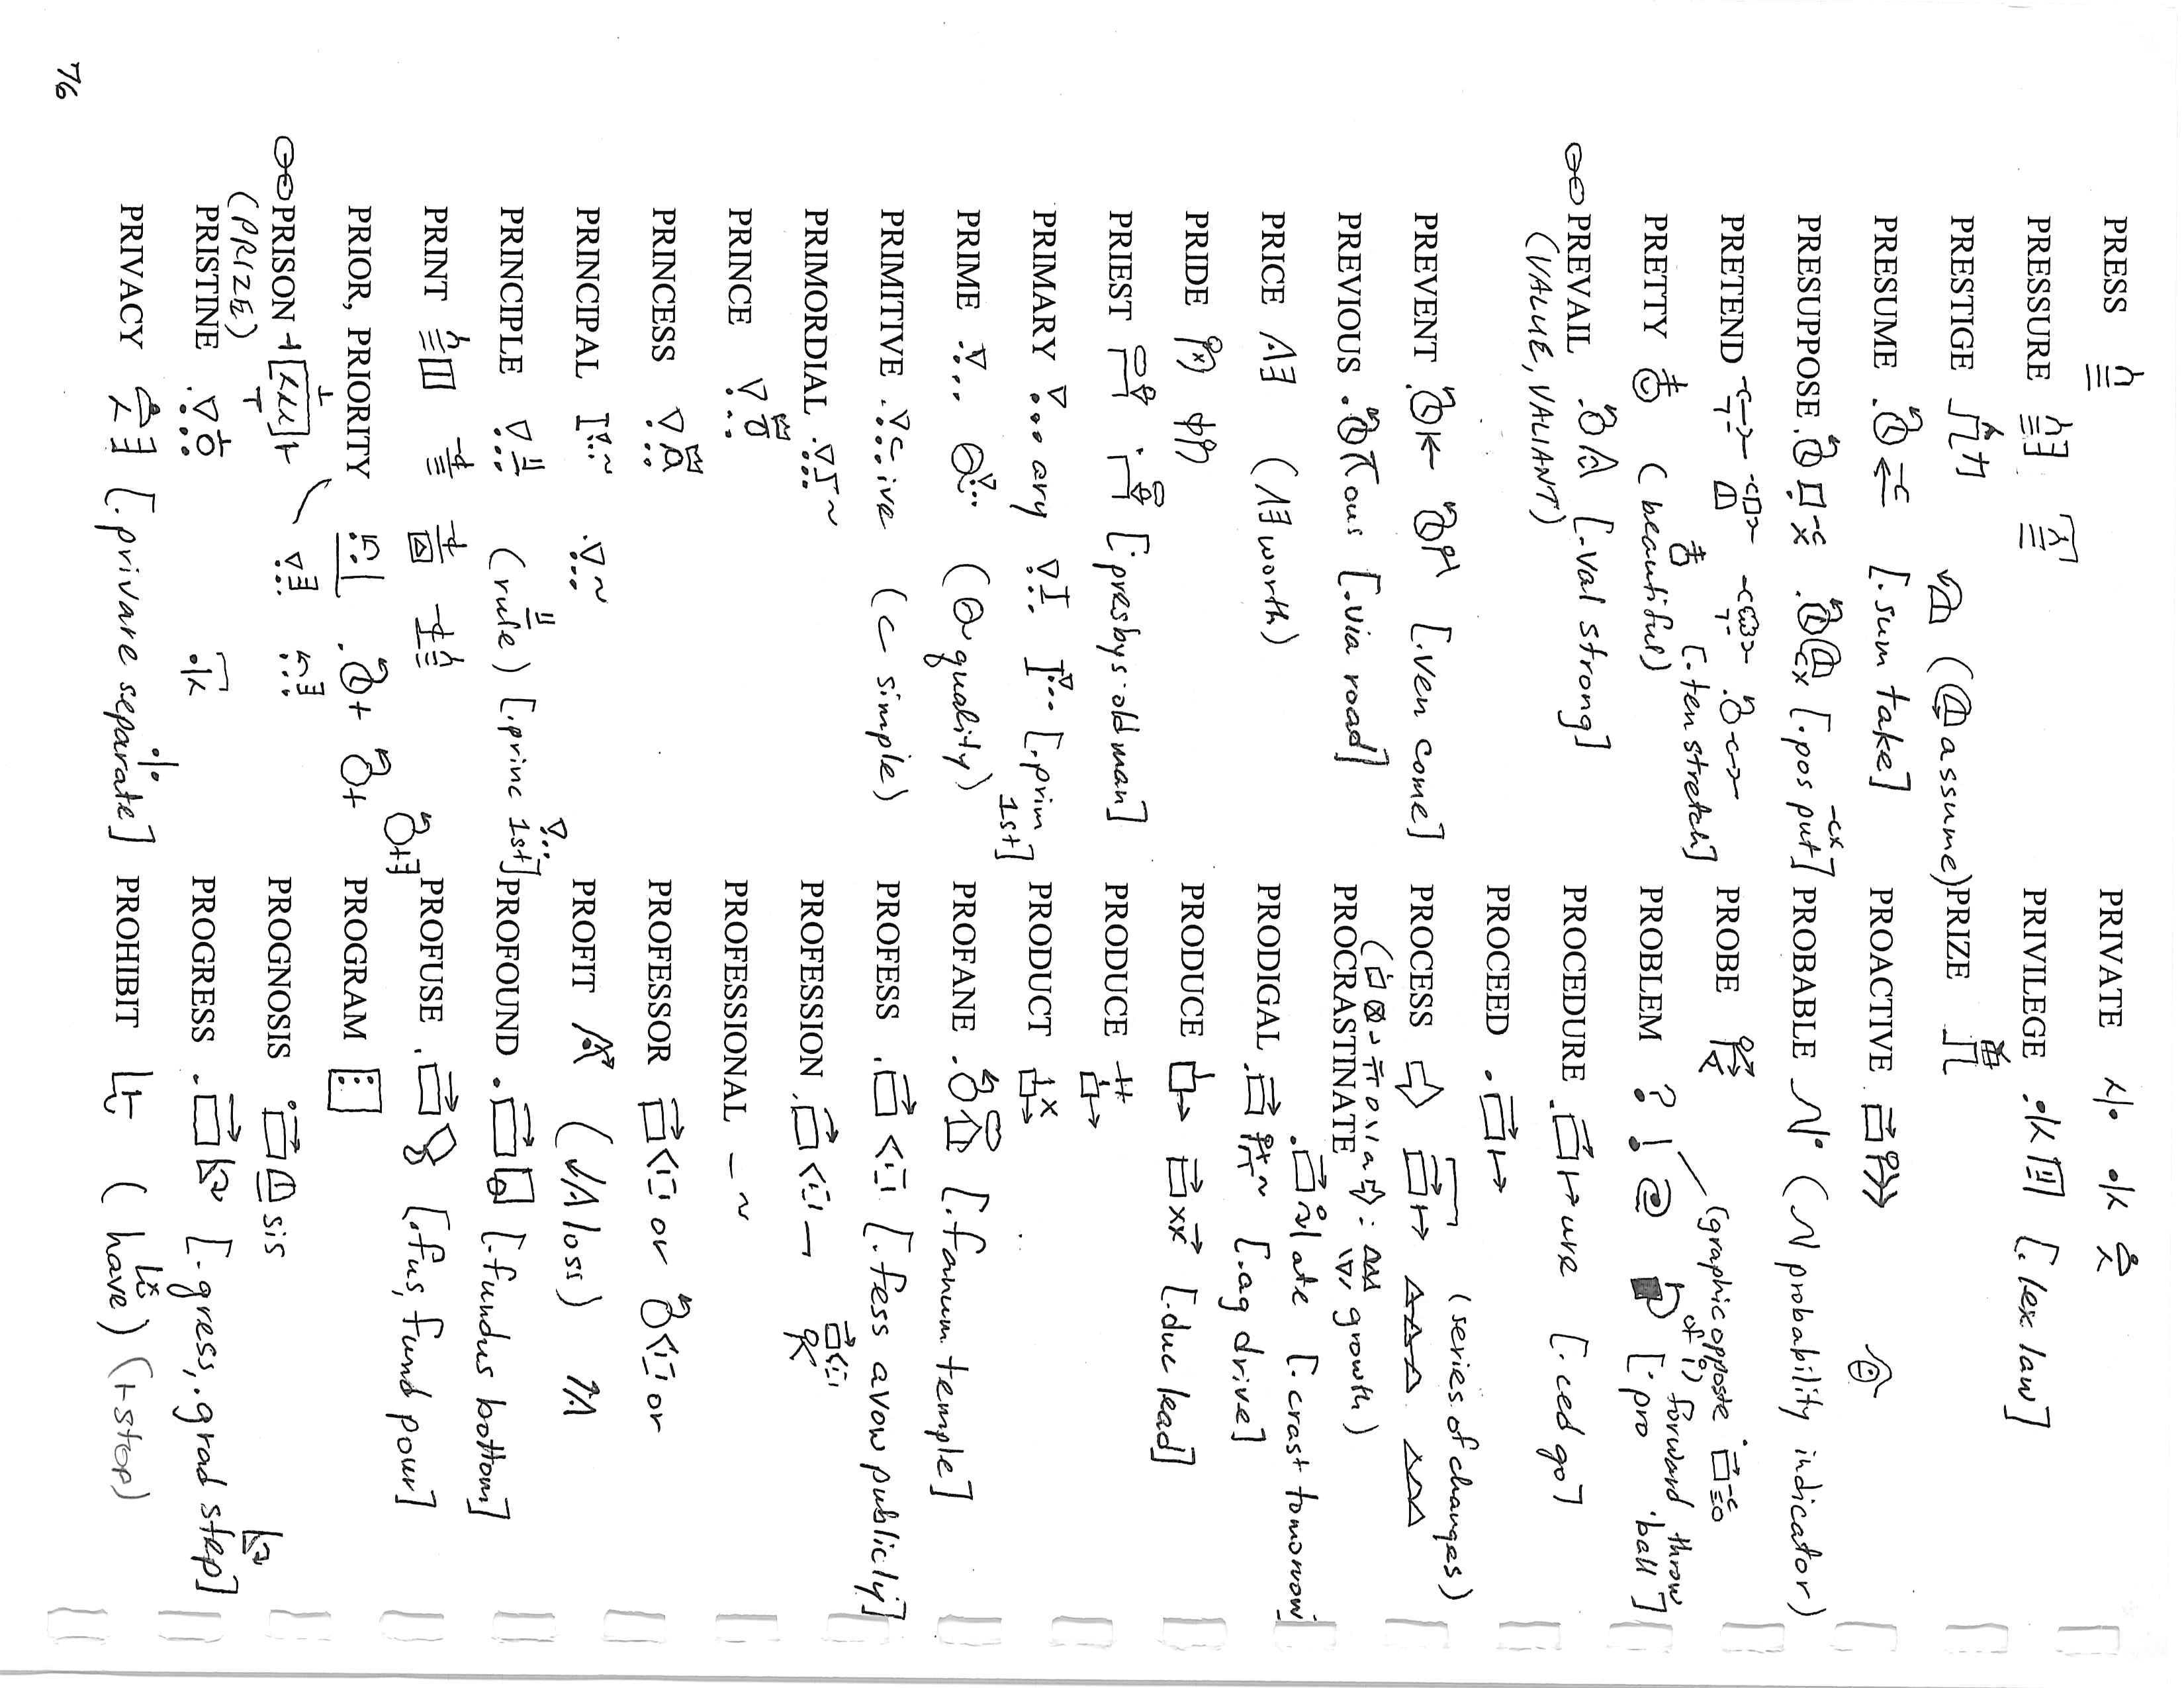 PRESS
PRESSURE
PRESTIGE
(assume)
PRESUME [.sum take]
PRESUPPOSE [.pos put]
PRETEND [.ten stretch]
PRETTY (beautiful)
PREVAIL [.val strong]
(VALUE, VALIANT)
PREVENT [.ven come]
PREVIOUS ous [.via road]
PRICE (worth)
PRIDE
PRIEST [.presbys.old man]
PRIMARY ary [.prim 1st]
PRIME (quality)
PRIMITIVE ive (c simple)
PRIMORDIAL
PRINCE
PRINCESS
PRINCIPAL
PRINCIPLE (rule) [.princ 1st]
PRINT
PRIOR, PRIORITY
PRISON
(PRIZE)
PRISTINE
PRIVACY [.privare separate]
PRIVATE
PRIVILEGE [.lex law]
PRIZE
PROACTIVE
PROBABLE (probability indicator)
PROBE
(graphic opposite of !)
PROBLEM ? ! @ [.pro forward .ball throw]
PROCEDURE ure [.ced go]
PROCEED
PROCESS (series of changes)
(: growth)
PROCRASTINATE ate [.crast tomorrow]
PRODIGAL [.ag drive]
PRODUCE [.duc lead]
PRODUCE
PRODUCT
PROFANE [.fanum temple]
PROFESS [.fess avow publicly]
PROFESSION
PROFESSIONAL
PROFESSOR or or
PROFIT (loss)
PROFOUND [.fundus bottom]
PROFUSE [.fus, fund pour]
PROGRAM
PROGNOSIS sis
PROGRESS [.gress, .grad step]
PROHIBIT (have) (stop)
76